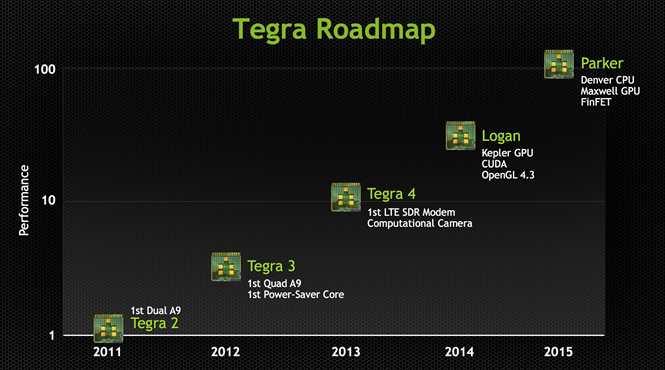 Tegra Roadmap
100
Parker
Denver CPU
Maxwell GPU
FinFET
Logan
Kepler GPU
CUDA
OpenGL 4.3
Performance
10
Tegra 4
1st LTE SDR Modem
Computational Camera
Tegra 3
1st Quad A9
1st Power-Saver Core
1st Dual A9
Tegra 2
1
2011 2012 2013 2014 2015